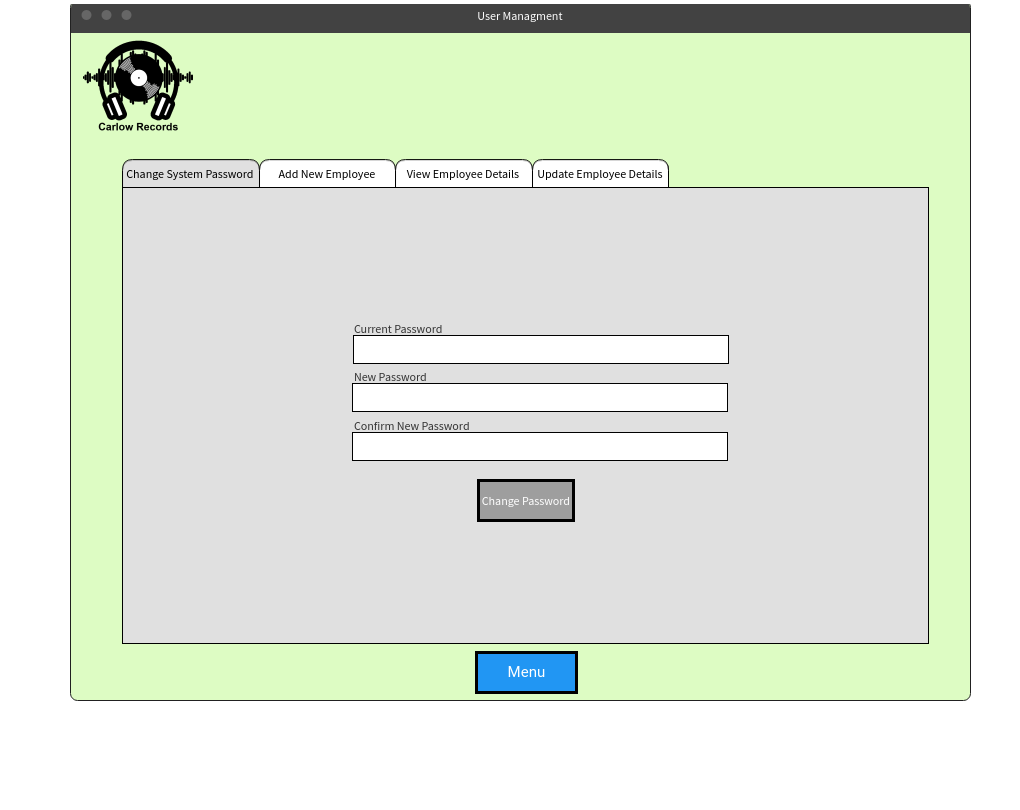 User Managment
Carlow Records
Change System Password
Add New Employee
View Employee Details
Update Employee Details
Current Password
New Password
Confirm New Password
Change Password
Menu